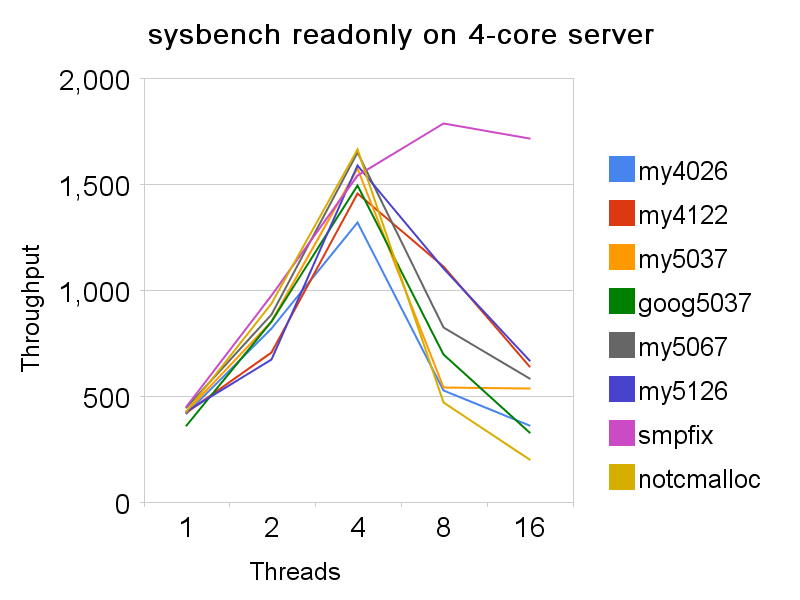 sysbench readonly on 4-core server
2,000
1,500
1,000
500
0
Throughput
1 2 4 8 16
Threads
my4026
my4122
my5037
goog5037
my5067
my5126
smpfix
notcmalloc